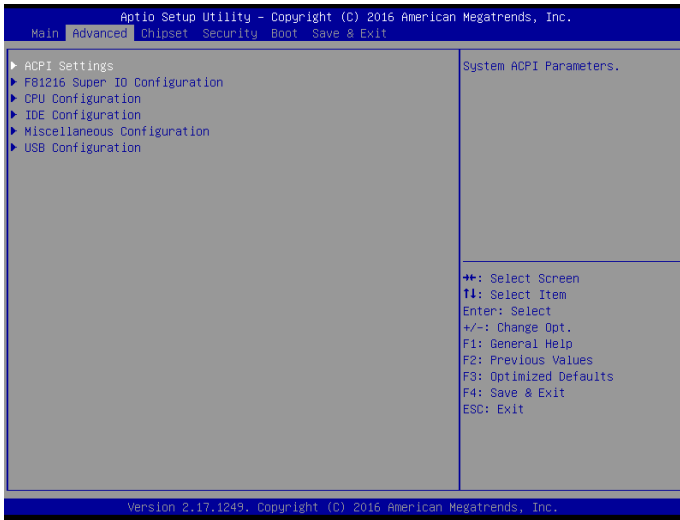 Aptio Setup Utility – Copyright (C) 2016 American Megatrends, Inc.
Main Advanced Chipset Security Boot Save & Exit
ACPI Settings
F81216 Super IO Configuration
CPU Configuration
IDE Configuration
Miscellaneous Configuration
USB Configuration
System ACPI Parameters.
→←: Select Screen
↑↓: Select Item
Enter: Select
+/-: Change Opt.
F1: General Help
F2: Previous Values
F3: Optimized Defaults
F4: Save & Exit
ESC: Exit
Version 2.17.1249. Copyright (C) 2016 American Megatrends, Inc.